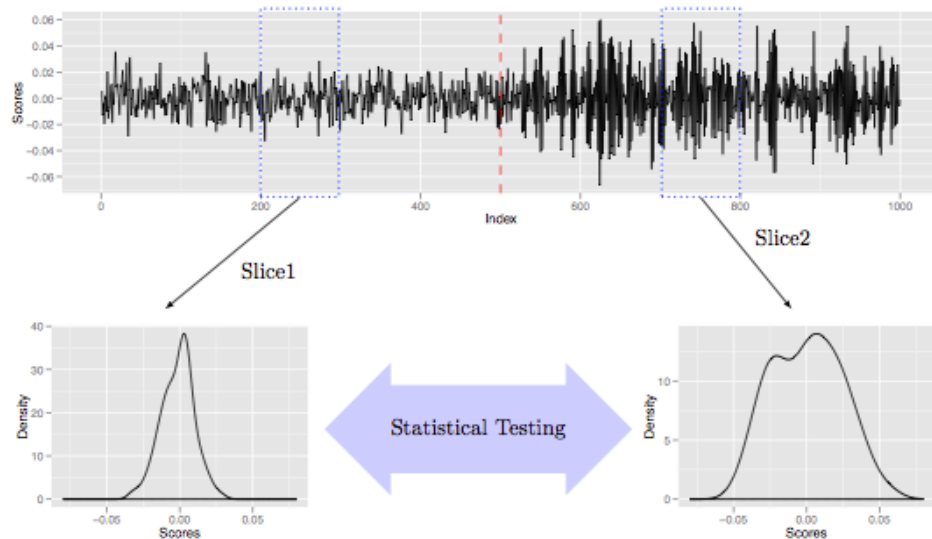 0.06
0.04
0.02
0.00
−0.02
−0.04
−0.06
Scores
0 200 400 600 800 1000
Index
Slice1
Slice2
40
30
20
10
0
Density
−0.05 0.00 0.05
Scores
Statistical Testing
10
5
0
Density
−0.05 0.00 0.05
Scores